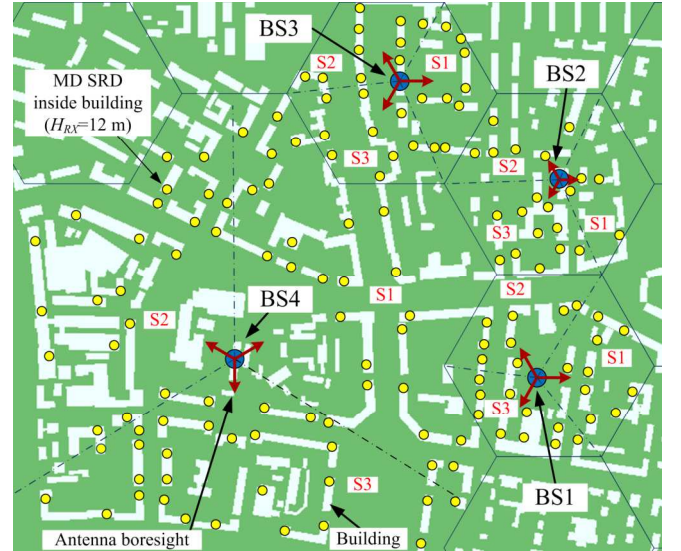 BS3
S2
S1
MD SRD
inside building
(H_RX=12 m)
BS2
S3
S2
S3
S1
BS4
S1
S2
S2
S1
S3
S3
BS1
Antenna boresight
Building